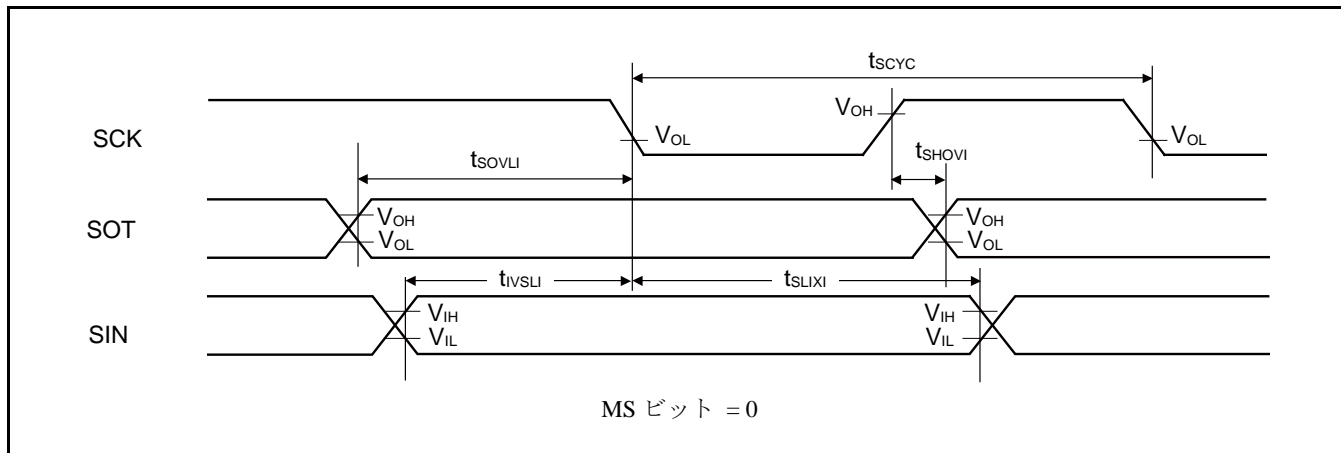 tSCYC
SCK
VOH
VOL
VOL
tSOVLI
tSHOVI
SOT
VOH
VOL
VOH
VOL
tIVSLI
tSLIXI
SIN
VIH
VIL
VIH
VIL
MS ビット = 0